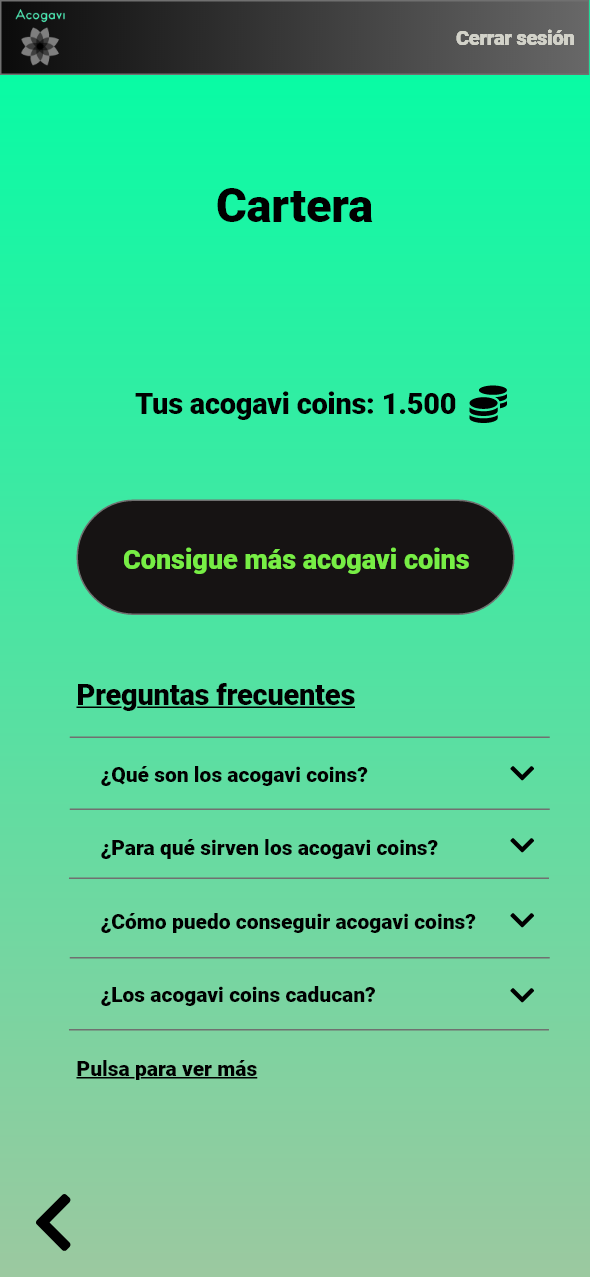 Acogavi
Cerrar sesión
Cartera
Tus acogavi coins: 1.500
Consigue más acogavi coins
Preguntas frecuentes
¿Qué son los acogavi coins?
¿Para qué sirven los acogavi coins?
¿Cómo puedo conseguir acogavi coins?
¿Los acogavi coins caducan?
Pulsa para ver más